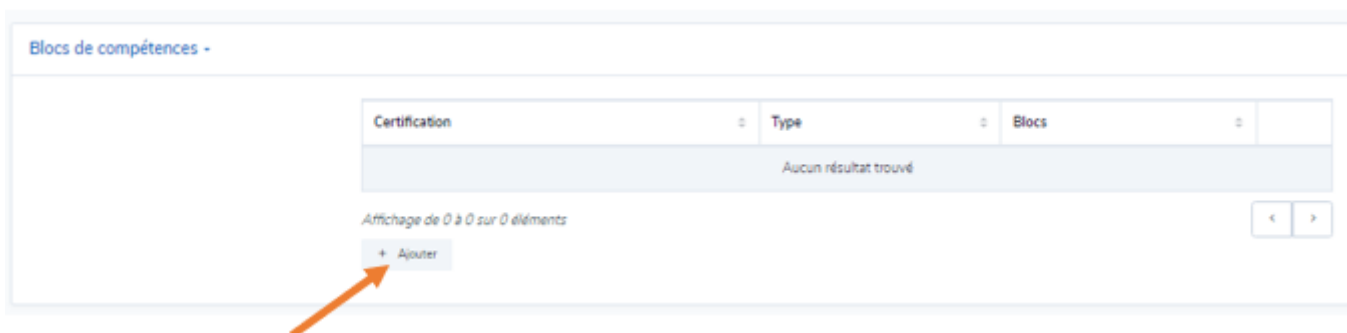 Blocs de compétences -
Certification Type Blocs
Aucun résultat trouvé
Affichage de 0 à 0 sur 0 éléments
< >
+ Ajouter